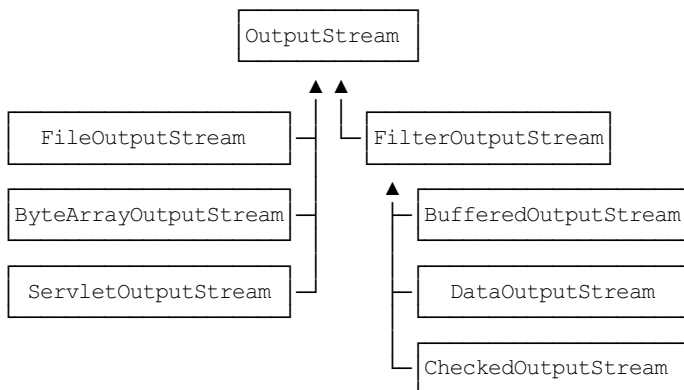 OutputStream
FileOutputStream
FilterOutputStream
ByteArrayOutputStream
BufferedOutputStream
ServletOutputStream
DataOutputStream
CheckedOutputStream